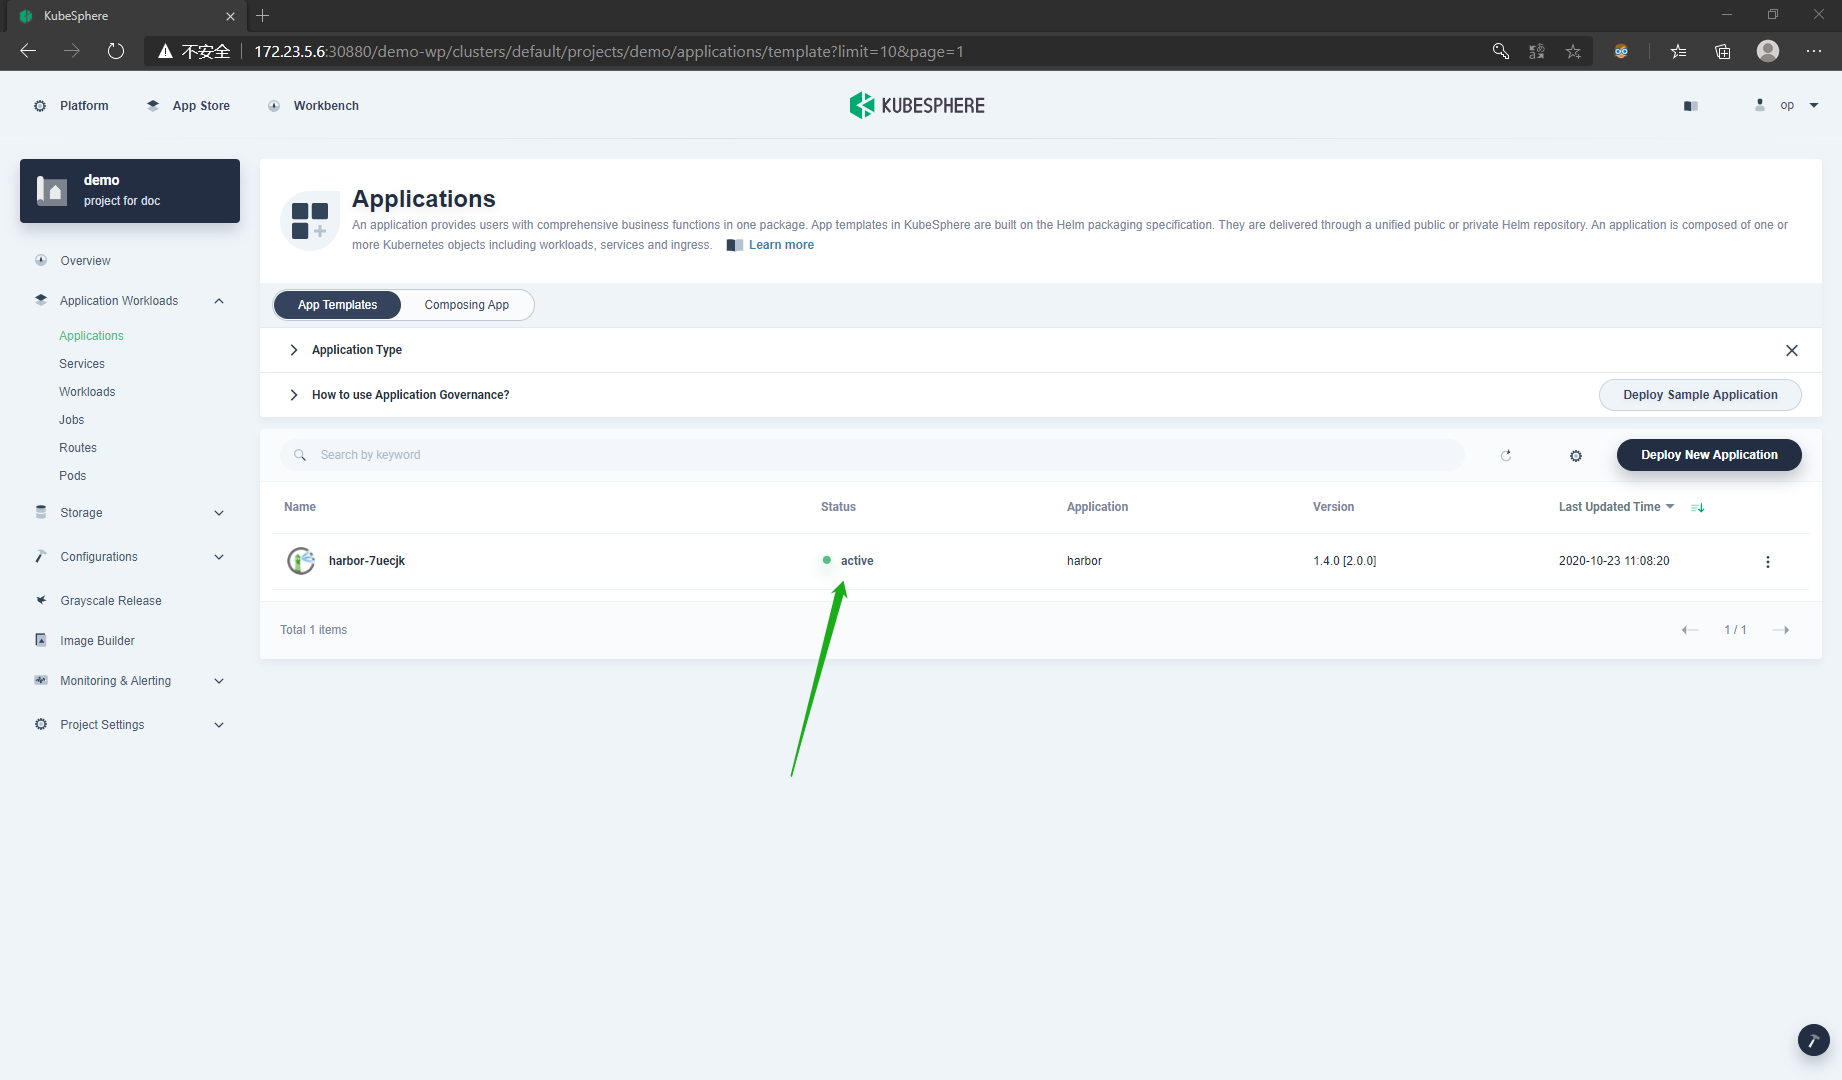 KubeSphere
不安全
172.23.5.6:30880/demo-wp/clusters/default/projects/demo/applications/template?limit=10&page=1
Platform
App Store
Workbench
KUBESPHERE
op
demo
project for doc
Overview
Application Workloads
Applications
Services
Workloads
Jobs
Routes
Pods
Storage
Configurations
Grayscale Release
Image Builder
Monitoring & Alerting
Project Settings
Applications
An application provides users with comprehensive business functions in one package. App templates in KubeSphere are built on the Helm packaging specification. They are delivered through a unified public or private Helm repository. An application is composed of one or
more Kubernetes objects including workloads, services and ingress. Learn more
App Templates
Composing App
Application Type
How to use Application Governance?
Deploy Sample Application
Search by keyword
Deploy New Application
Name Status Application Version Last Updated Time
harbor-7uecjk active harbor 1.4.0 [2.0.0] 2020-10-23 11:08:20
Total 1 items
1 / 1